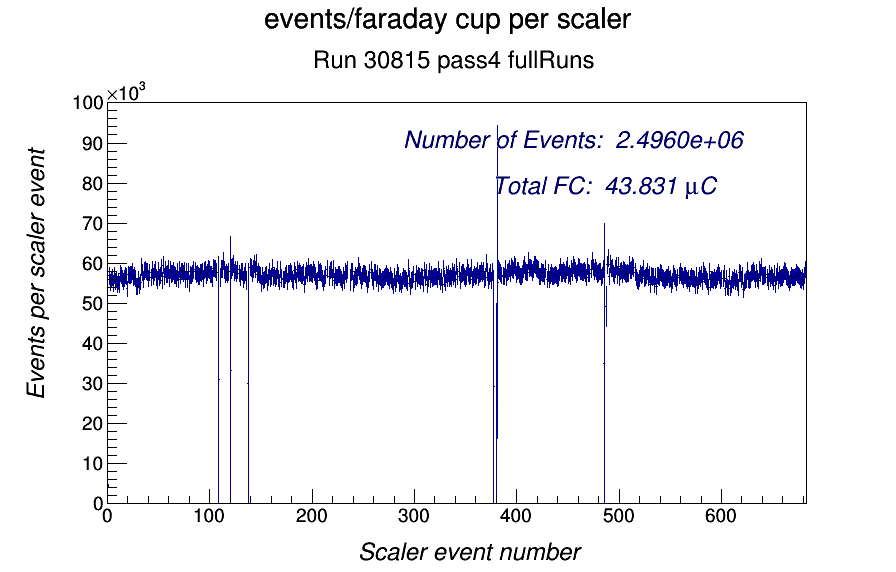 events/faraday cup per scaler
Run 30815 pass4 fullRuns
×10³
100
90
80
70
60
50
40
30
20
10
0
Events per scaler event
Number of Events: 2.4960e+06
Total FC: 43.831 μC
0 100 200 300 400 500 600
Scaler event number